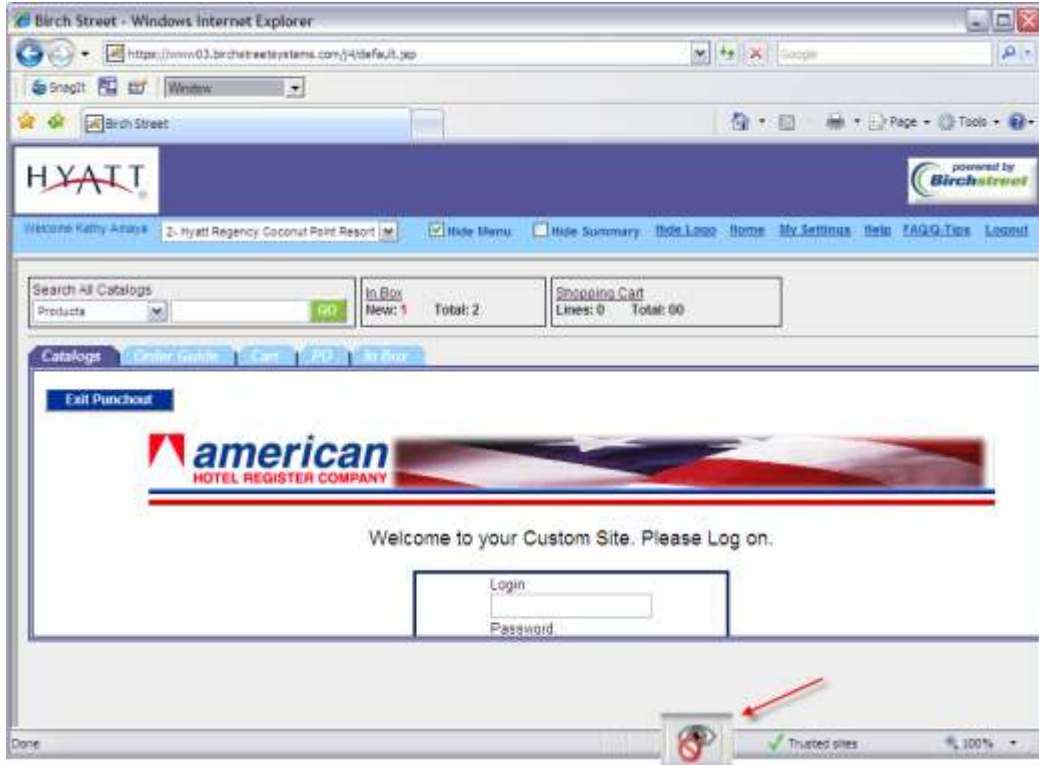 Birch Street - Windows Internet Explorer
https://www03.birchstreetsystems.com/j4/default.jsp
Google
SnagIt Window
Birch Street Page Tools
HYATT powered by Birchstreet
Welcome Kathy Amaya 2- Hyatt Regency Coconut Point Resort Hide Menu Hide Summary Hide Logo Home My Settings Help FAQ/Q.Tips Logout
Search All Catalogs In Box Shopping Cart
Products GO New: 1 Total: 2 Lines: 0 Total: 00
Catalogs Order Guide Cart PO In Box
Exit Punchout
american
HOTEL REGISTER COMPANY
Welcome to your Custom Site. Please Log on.
Login
Password
Done Trusted sites 100%